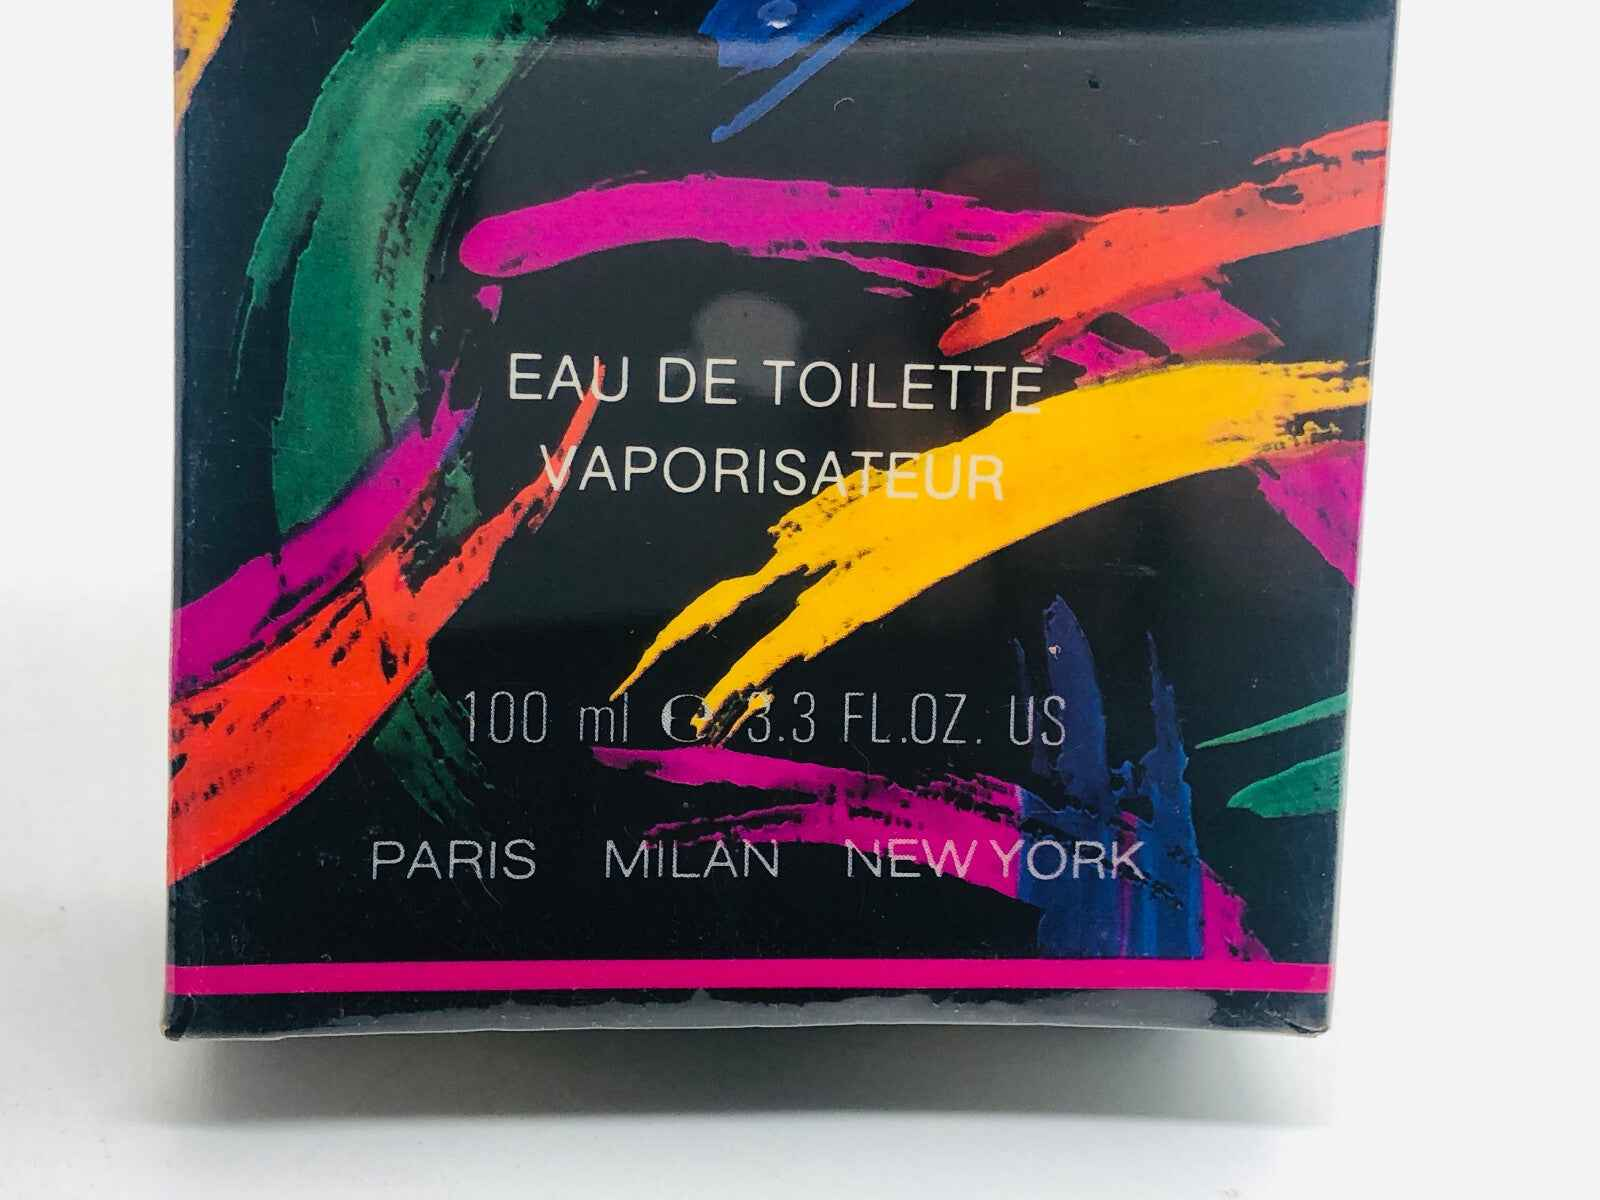 EAU DE TOILETTE
VAPORISATEUR
100 ml ℮ 3.3 FL.OZ. US
PARIS MILAN NEW YORK